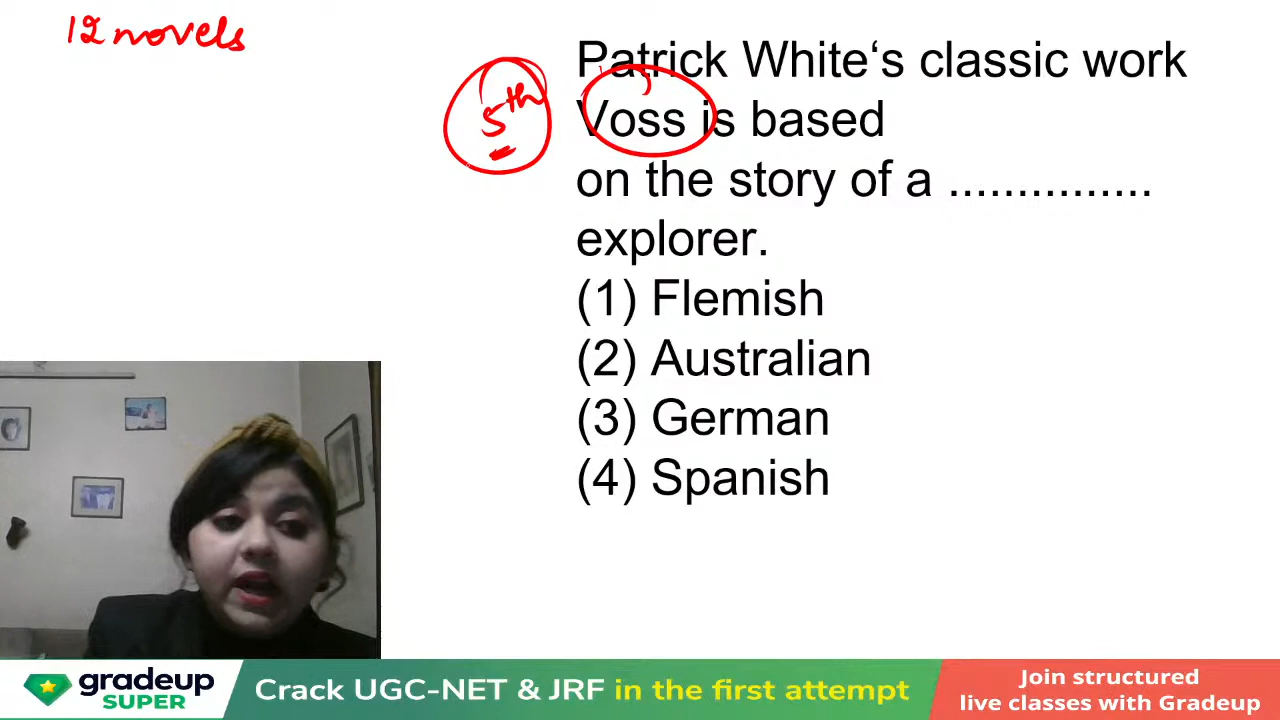 12 novels
5th
Patrick White‘s classic work
Voss is based
on the story of a ...............
explorer.
(1) Flemish
(2) Australian
(3) German
(4) Spanish
gradeup
SUPER
Crack UGC-NET & JRF in the first attempt
Join structured
live classes with Gradeup